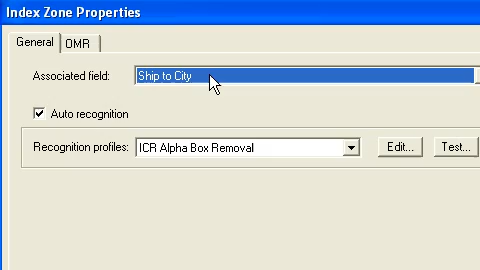 Index Zone Properties
General OMR
Associated field: Ship to City
Auto recognition
Recognition profiles: ICR Alpha Box Removal Edit... Test...